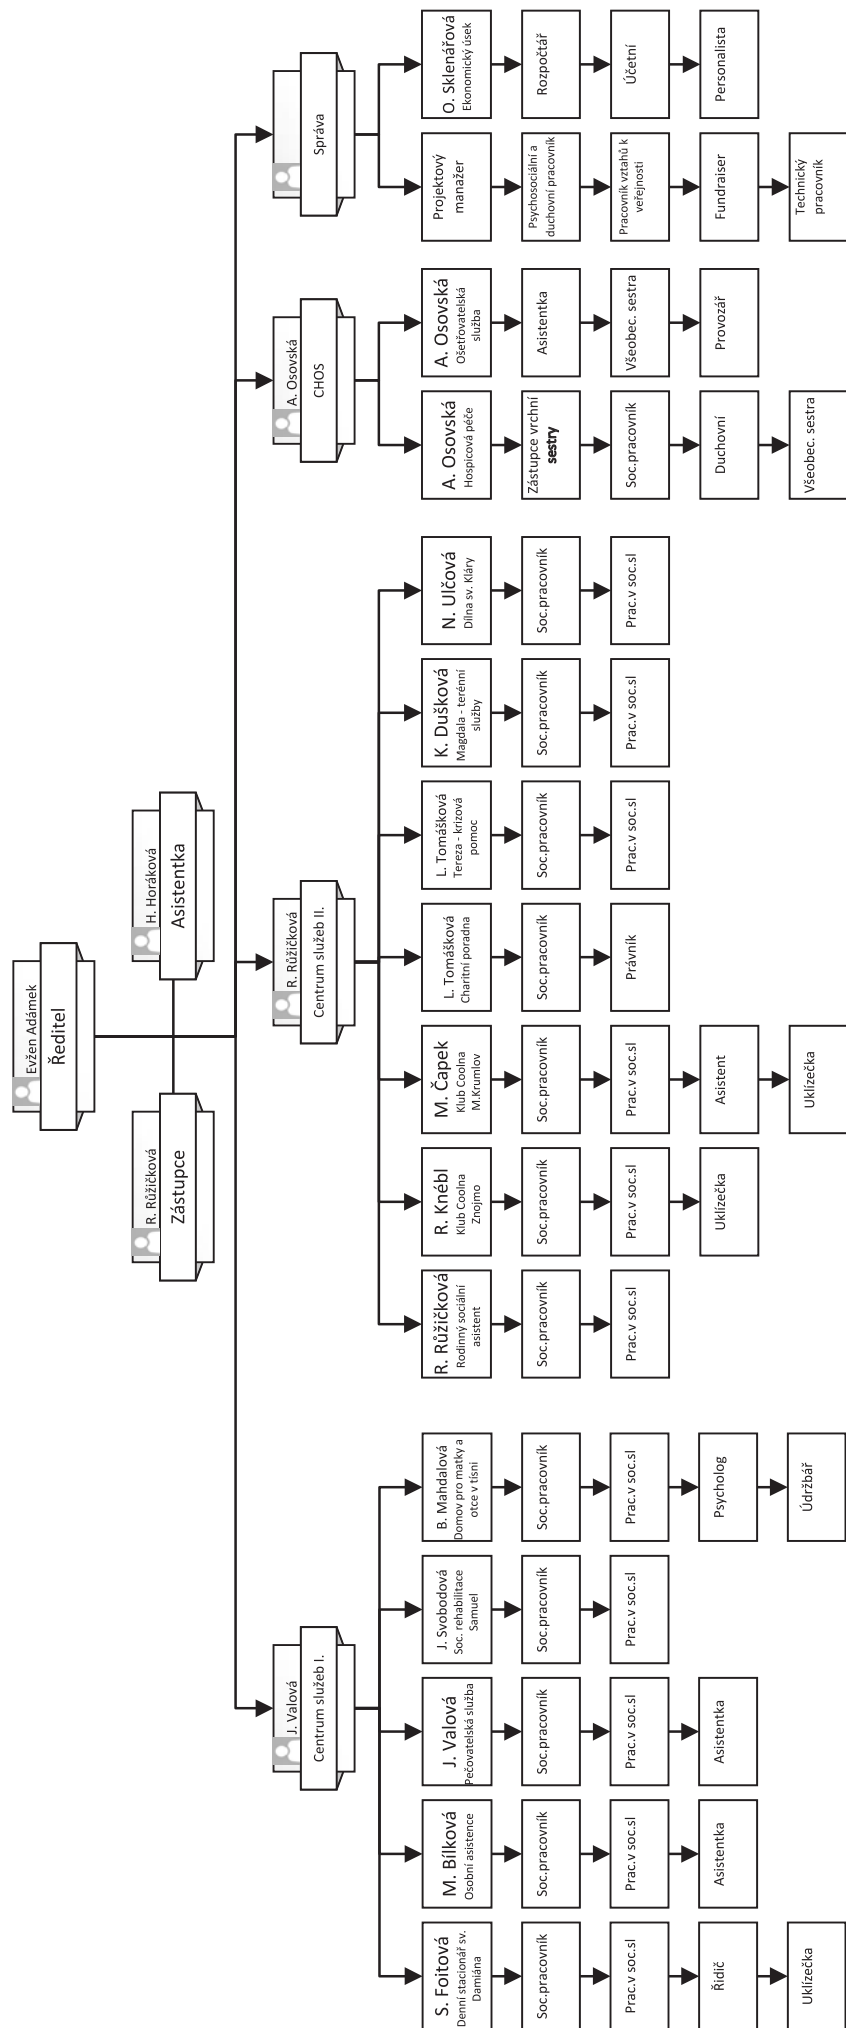 Evžen Adámek
Ředitel
R. Růžičková
Zástupce
H. Horáková
Asistentka
J. Valová
Centrum služeb I.
R. Růžičková
Centrum služeb II.
A. Osovská
CHOS
Správa
S. Foitová
Denní stacionář sv.
Damiána
Soc.pracovník
Prac.v soc.sl
Řidič
Uklízečka
M. Bílková
Osobní asistence
Soc.pracovník
Prac.v soc.sl
Asistentka
J. Valová
Pečovatelská služba
Soc.pracovník
Prac.v soc.sl
Asistentka
J. Svobodová
Soc. rehabilitace
Samuel
Soc.pracovník
Prac.v soc.sl
B. Mahdalová
Domov pro matky a
otce v tísni
Soc.pracovník
Prac.v soc.sl
Psycholog
Údržbář
R. Růžičková
Rodinný sociální
asistent
Soc.pracovník
Prac.v soc.sl
R. Knébl
Klub Coolna
Znojmo
Soc.pracovník
Prac.v soc.sl
Uklízečka
M. Čapek
Klub Coolna
M.Krumlov
Soc.pracovník
Prac.v soc.sl
Asistent
Uklízečka
L. Tomášková
Charitní poradna
Soc.pracovník
Právník
L. Tomášková
Tereza - krizová
pomoc
Soc.pracovník
Prac.v soc.sl
K. Dušková
Magdala - terénní
služby
Soc.pracovník
Prac.v soc.sl
N. Ulčová
Dílna sv. Kláry
Soc.pracovník
Prac.v soc.sl
A. Osovská
Hospicová péče
Zástupce vrchní
sestry
Soc.pracovník
Duchovní
Všeobec. sestra
A. Osovská
Ošetřovatelská
služba
Asistentka
Všeobec. sestra
Provozář
Projektový
manažer
Psychosociální a
duchovní pracovník
Pracovník vztahů k
veřejnosti
Fundraiser
Technický
pracovník
O. Sklenářová
Ekonomický úsek
Rozpočtář
Účetní
Personalista